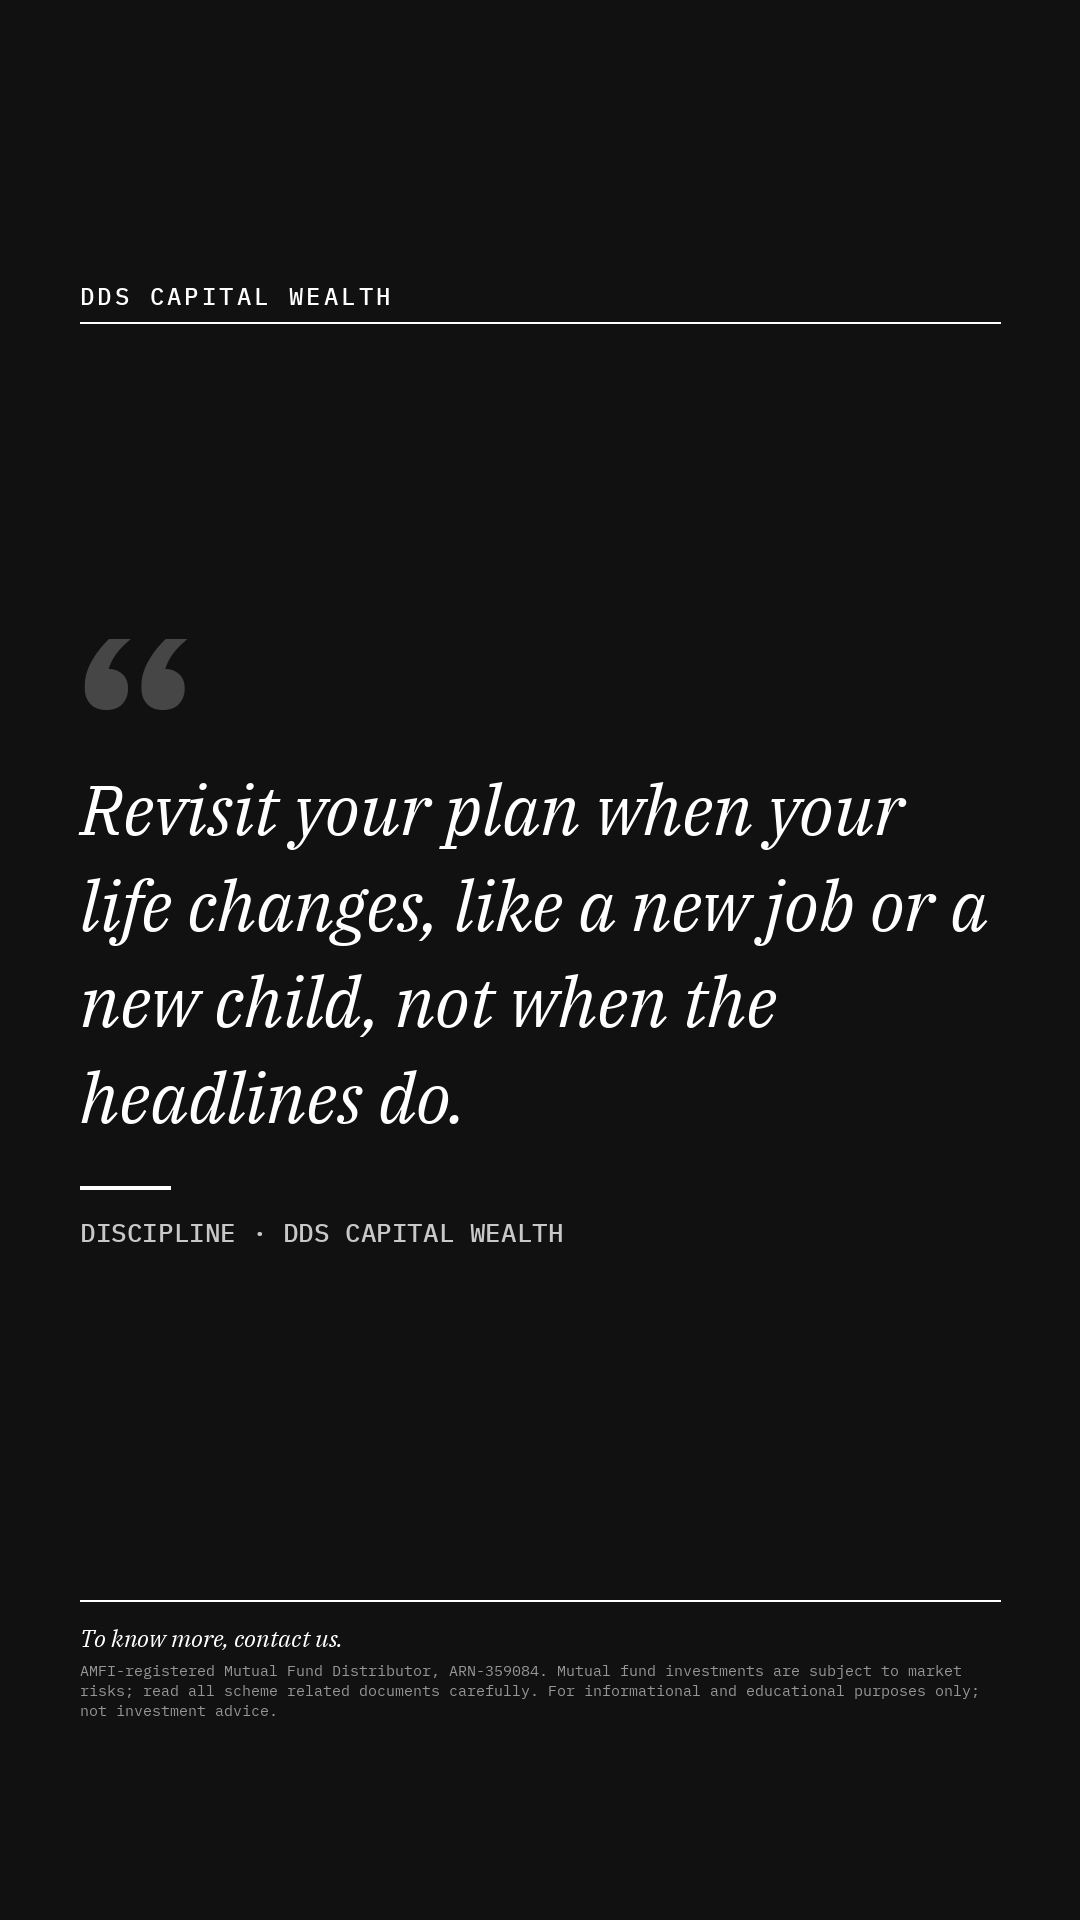 DDS CAPITAL WEALTH
“
Revisit your plan when your
life changes, like a new job or a
new child, not when the
headlines do.
DISCIPLINE · DDS CAPITAL WEALTH
To know more, contact us.
AMFI-registered Mutual Fund Distributor, ARN-359084. Mutual fund investments are subject to market
risks; read all scheme related documents carefully. For informational and educational purposes only;
not investment advice.